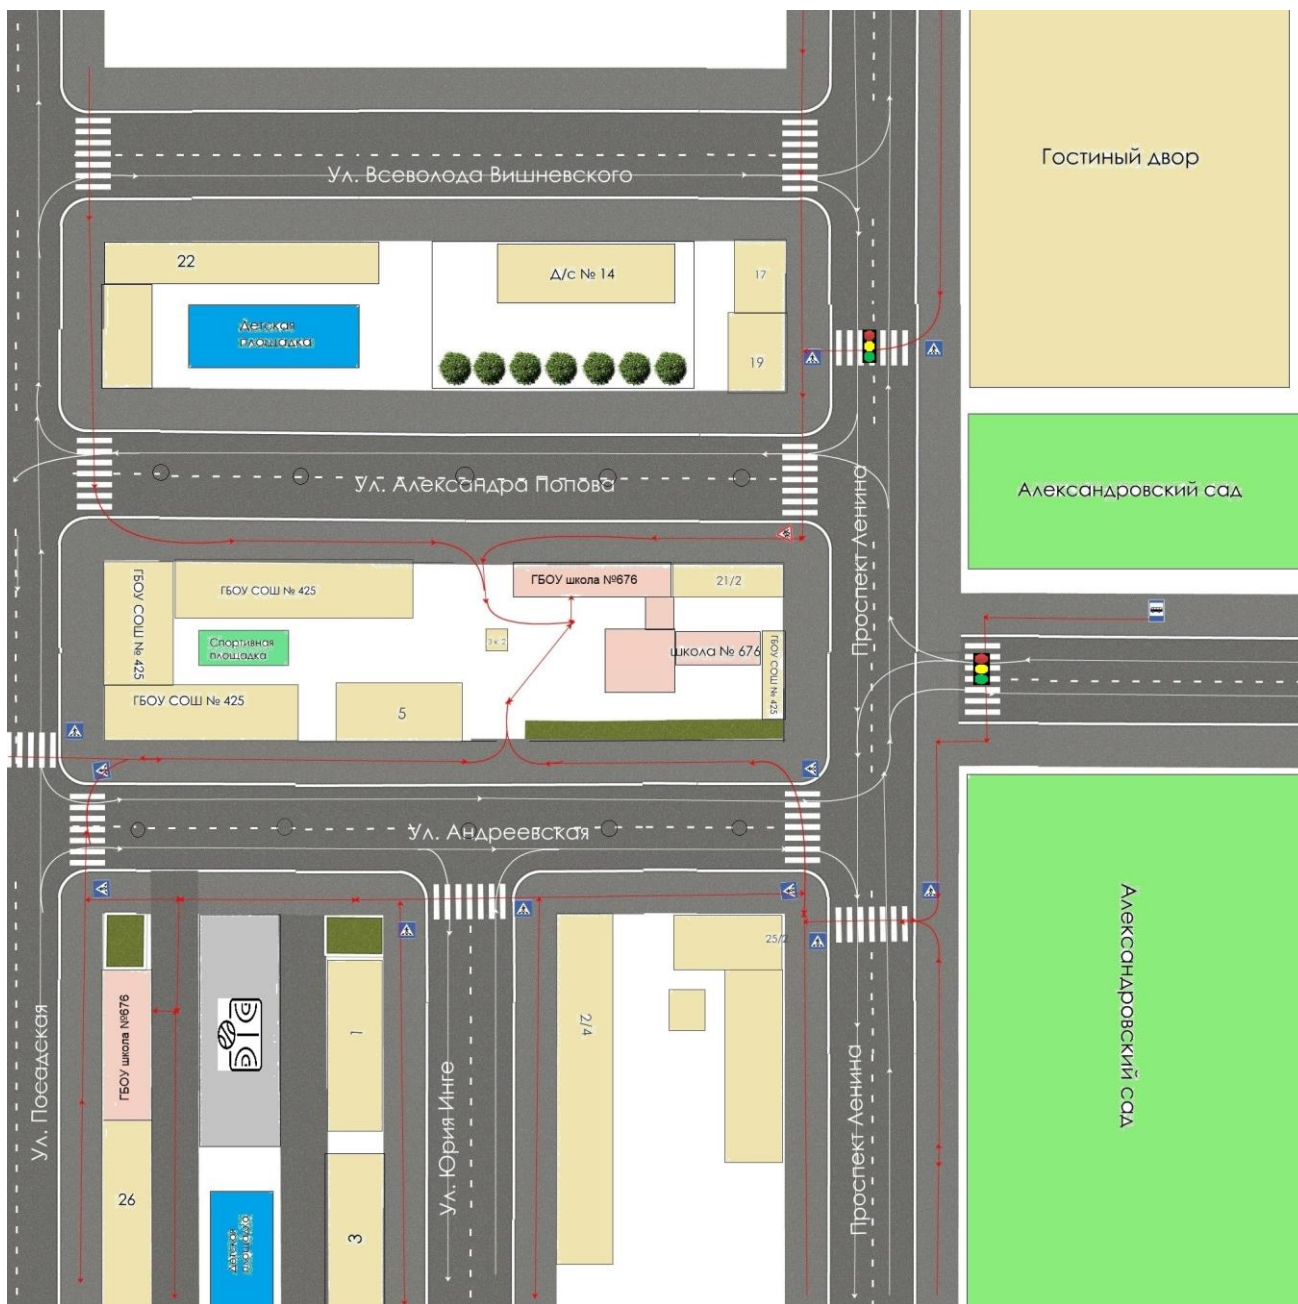 Гостиный двор
Ул. Всеволода Вишневского
22
Д/с № 14
17
Детская
площадка
19
Ул. Александра Попова
Проспект Ленина
Александровский сад
ГБОУ СОШ № 425
ГБОУ СОШ № 425
ГБОУ школа №676
21/2
Спортивная
площадка
школа № 676
ГБОУ СОШ № 425
ГБОУ СОШ № 425
5
Ул. Андреевская
Александровский сад
25/2
Ул. Посадская
ГБОУ школа №676
1
2/4
Ул. Юрия Инге
Проспект Ленина
26
3
Детская
площадка